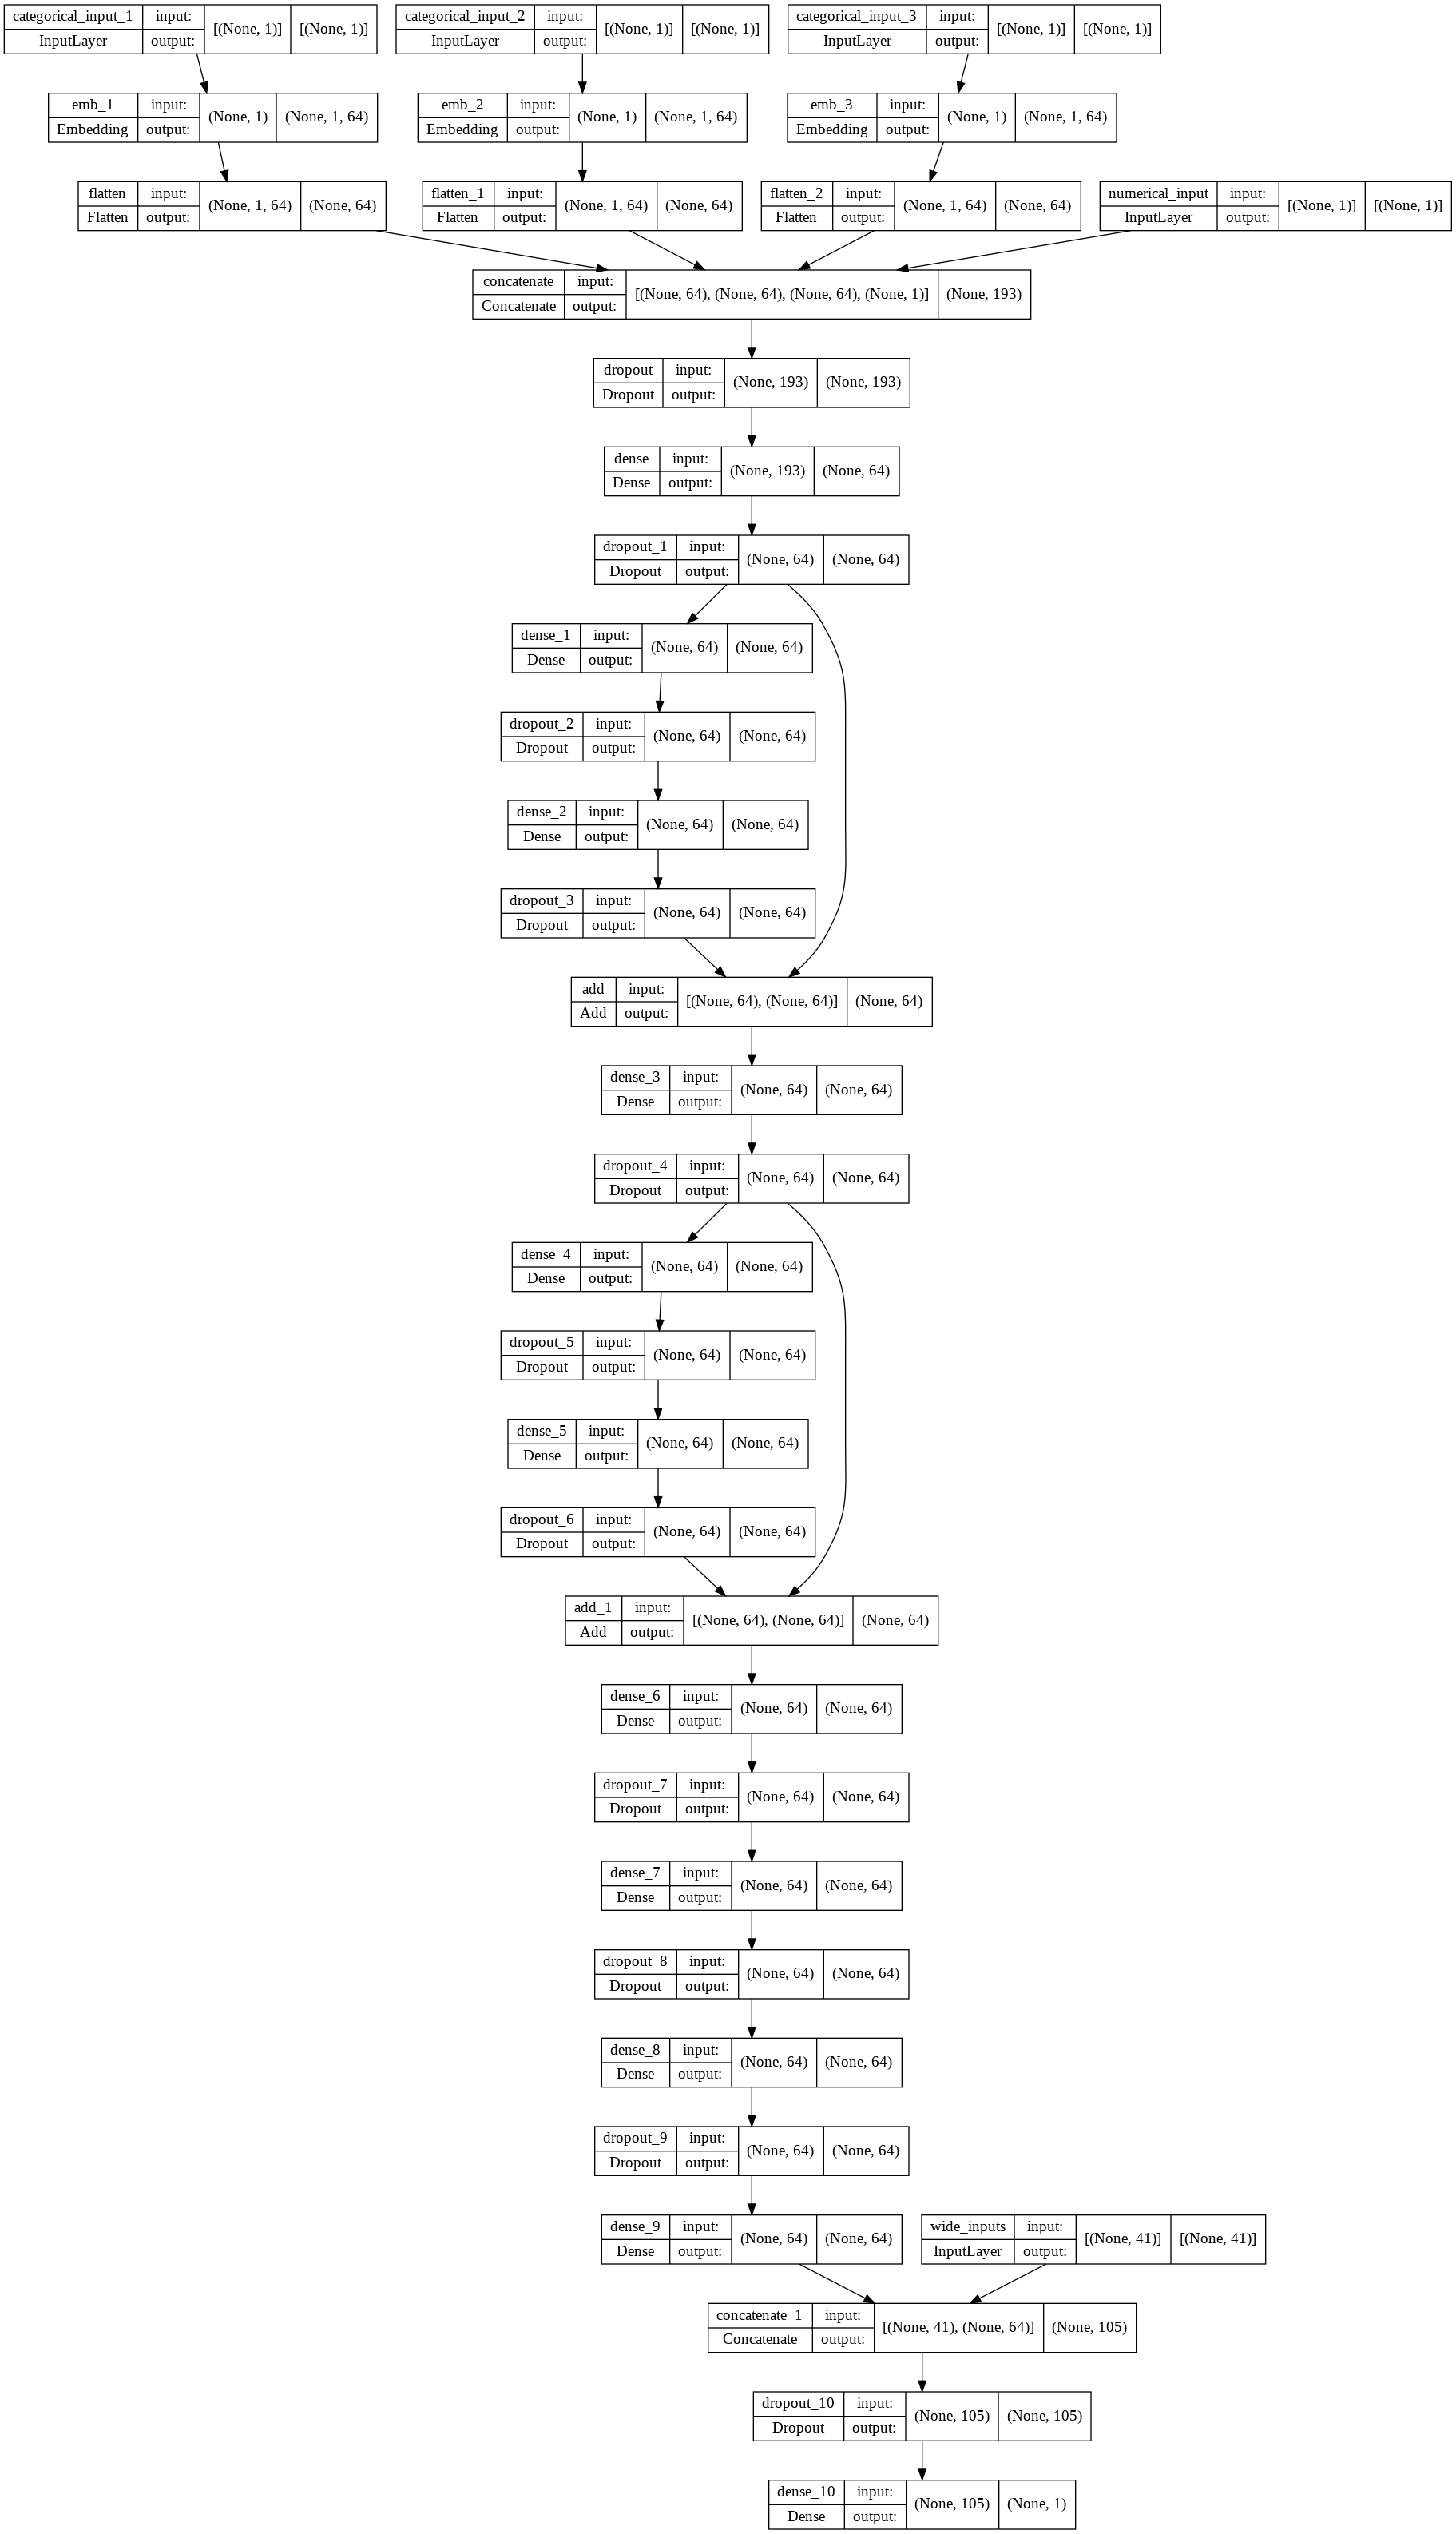 categorical_input_1 input: [(None, 1)] [(None, 1)]
InputLayer output:
categorical_input_2 input: [(None, 1)] [(None, 1)]
InputLayer output:
categorical_input_3 input: [(None, 1)] [(None, 1)]
InputLayer output:
emb_1 input: (None, 1) (None, 1, 64)
Embedding output:
emb_2 input: (None, 1) (None, 1, 64)
Embedding output:
emb_3 input: (None, 1) (None, 1, 64)
Embedding output:
flatten input: (None, 1, 64) (None, 64)
Flatten output:
flatten_1 input: (None, 1, 64) (None, 64)
Flatten output:
flatten_2 input: (None, 1, 64) (None, 64)
Flatten output:
numerical_input input: [(None, 1)] [(None, 1)]
InputLayer output:
concatenate input: [(None, 64), (None, 64), (None, 64), (None, 1)] (None, 193)
Concatenate output:
dropout input: (None, 193) (None, 193)
Dropout output:
dense input: (None, 193) (None, 64)
Dense output:
dropout_1 input: (None, 64) (None, 64)
Dropout output:
dense_1 input: (None, 64) (None, 64)
Dense output:
dropout_2 input: (None, 64) (None, 64)
Dropout output:
dense_2 input: (None, 64) (None, 64)
Dense output:
dropout_3 input: (None, 64) (None, 64)
Dropout output:
add input: [(None, 64), (None, 64)] (None, 64)
Add output:
dense_3 input: (None, 64) (None, 64)
Dense output:
dropout_4 input: (None, 64) (None, 64)
Dropout output:
dense_4 input: (None, 64) (None, 64)
Dense output:
dropout_5 input: (None, 64) (None, 64)
Dropout output:
dense_5 input: (None, 64) (None, 64)
Dense output:
dropout_6 input: (None, 64) (None, 64)
Dropout output:
add_1 input: [(None, 64), (None, 64)] (None, 64)
Add output:
dense_6 input: (None, 64) (None, 64)
Dense output:
dropout_7 input: (None, 64) (None, 64)
Dropout output:
dense_7 input: (None, 64) (None, 64)
Dense output:
dropout_8 input: (None, 64) (None, 64)
Dropout output:
dense_8 input: (None, 64) (None, 64)
Dense output:
dropout_9 input: (None, 64) (None, 64)
Dropout output:
dense_9 input: (None, 64) (None, 64)
Dense output:
wide_inputs input: [(None, 41)] [(None, 41)]
InputLayer output:
concatenate_1 input: [(None, 41), (None, 64)] (None, 105)
Concatenate output:
dropout_10 input: (None, 105) (None, 105)
Dropout output:
dense_10 input: (None, 105) (None, 1)
Dense output: